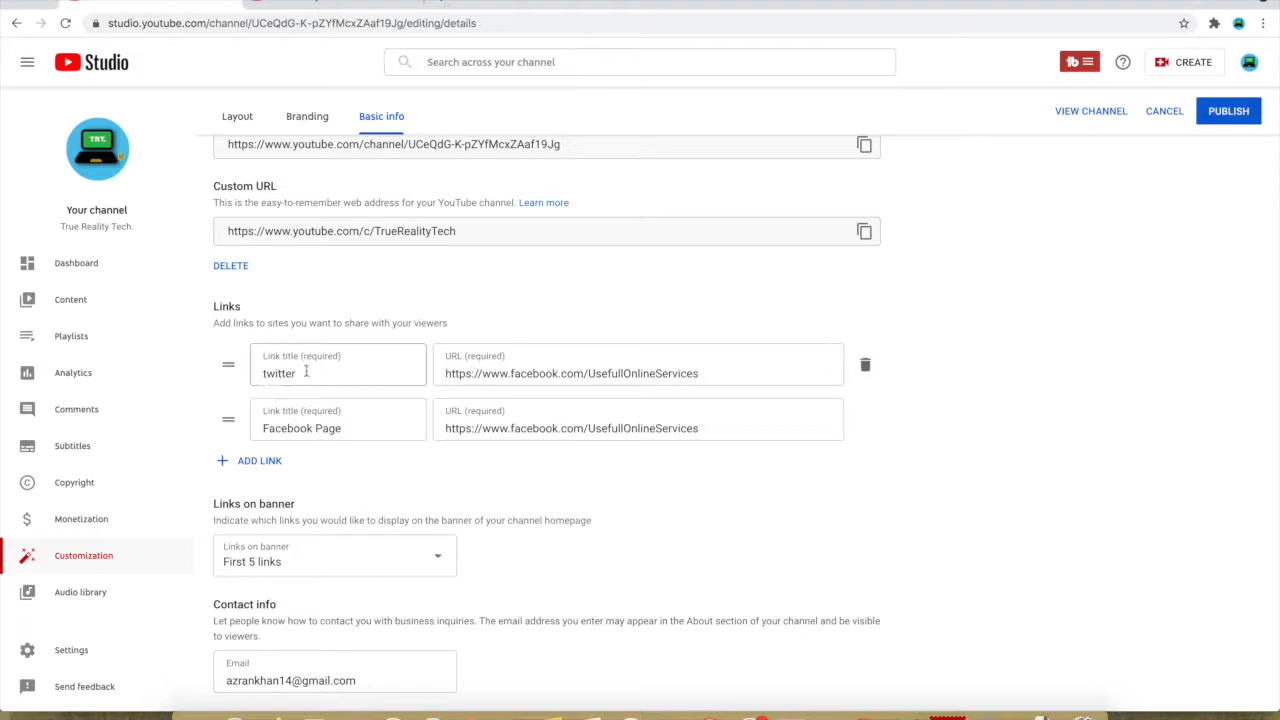 studio.youtube.com/channel/UCeQdG-K-pZYfMcxZAaf19Jg/editing/details
Studio
Search across your channel
tb
CREATE
TRT.
Layout
Branding
Basic info
VIEW CHANNEL
CANCEL
PUBLISH
https://www.youtube.com/channel/UCeQdG-K-pZYfMcxZAaf19Jg
Custom URL
This is the easy-to-remember web address for your YouTube channel. Learn more
https://www.youtube.com/c/TrueRealityTech
DELETE
Your channel
True Reality Tech.
Dashboard
Content
Playlists
Analytics
Comments
Subtitles
Copyright
Monetization
Customization
Audio library
Settings
Send feedback
Links
Add links to sites you want to share with your viewers
Link title (required)
twitter
URL (required)
https://www.facebook.com/UsefullOnlineServices
Link title (required)
Facebook Page
URL (required)
https://www.facebook.com/UsefullOnlineServices
ADD LINK
Links on banner
Indicate which links you would like to display on the banner of your channel homepage
Links on banner
First 5 links
Contact info
Let people know how to contact you with business inquiries. The email address you enter may appear in the About section of your channel and be visible
to viewers.
Email
azrankhan14@gmail.com